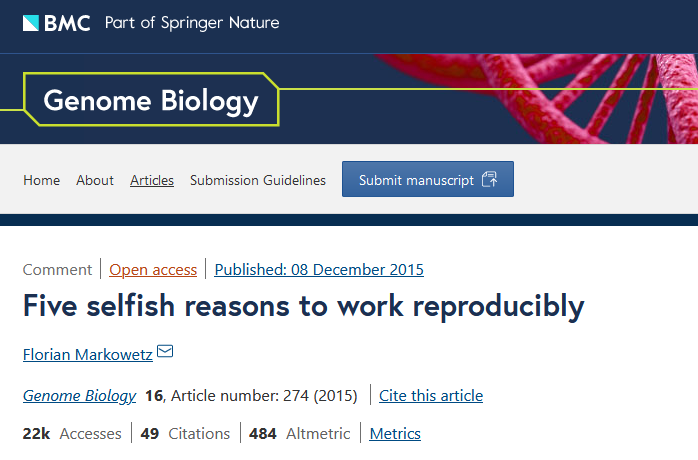 BMC Part of Springer Nature
Genome Biology
Home About Articles Submission Guidelines Submit manuscript
Comment | Open access | Published: 08 December 2015
Five selfish reasons to work reproducibly
Florian Markowetz
Genome Biology 16, Article number: 274 (2015) | Cite this article
22k Accesses | 49 Citations | 484 Altmetric | Metrics